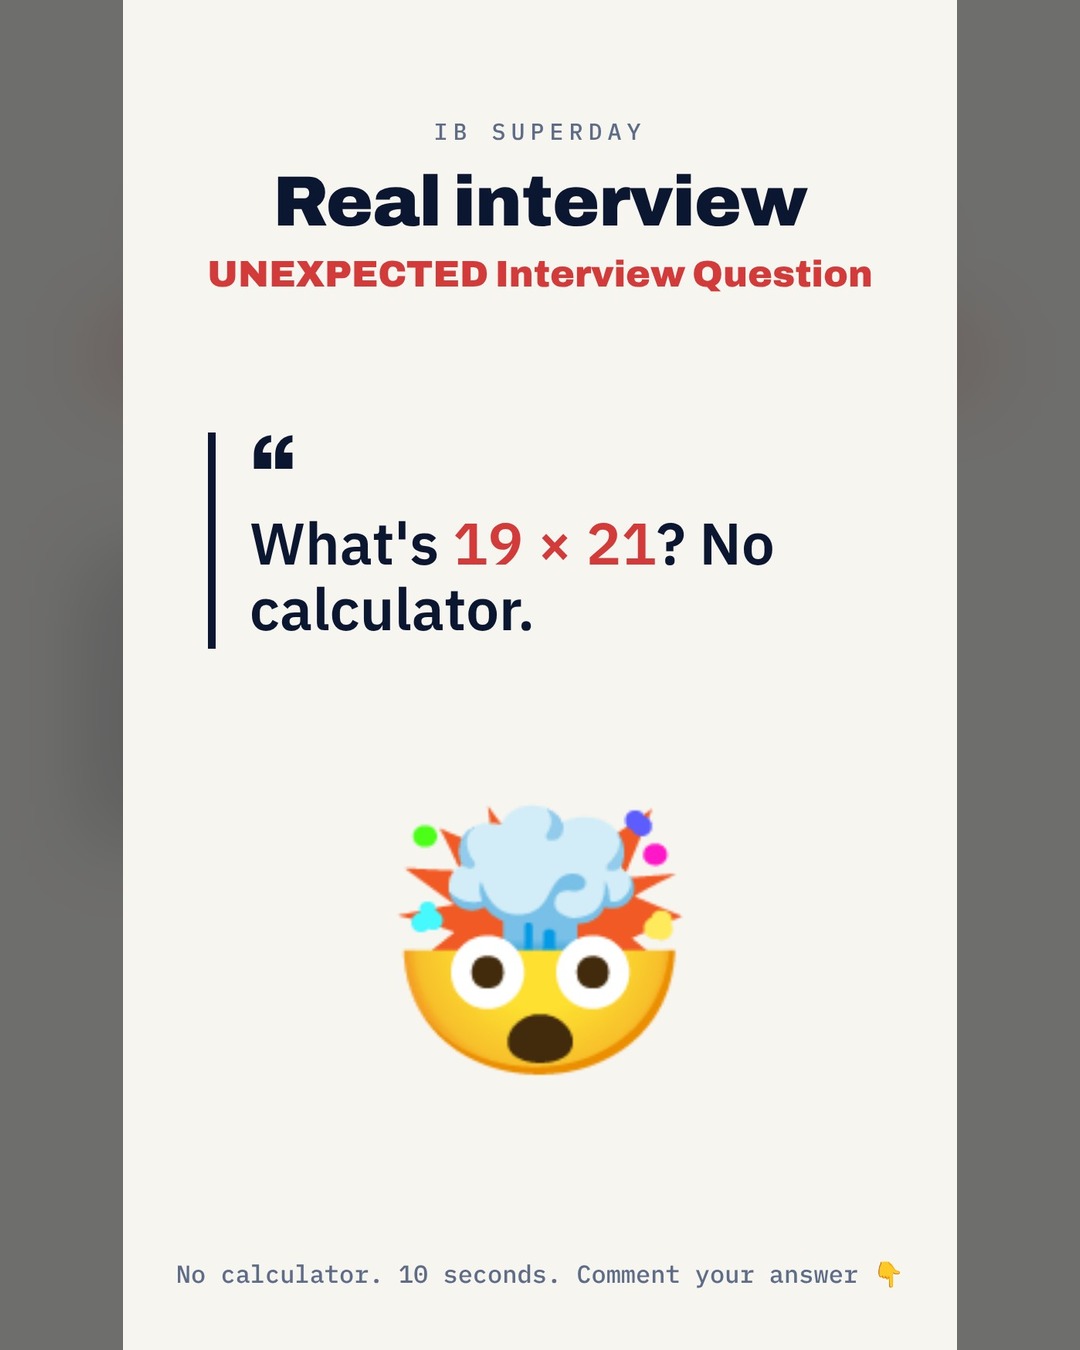 IB SUPERDAY
Real interview
UNEXPECTED Interview Question
“
What's 19 × 21? No
calculator.
No calculator. 10 seconds. Comment your answer 👇